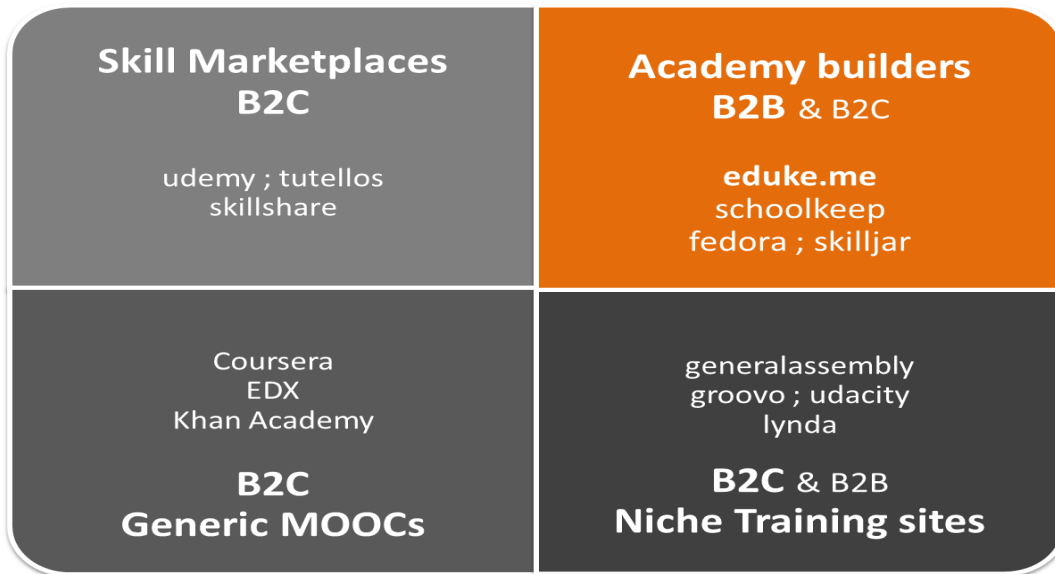 Skill Marketplaces
B2C
udemy ; tutellos
skillshare
Academy builders
B2B & B2C
eduke.me
schoolkeep
fedora ; skilljar
Coursera
EDX
Khan Academy
B2C
Generic MOOCs
generalassembly
groovo ; udacity
lynda
B2C & B2B
Niche Training sites